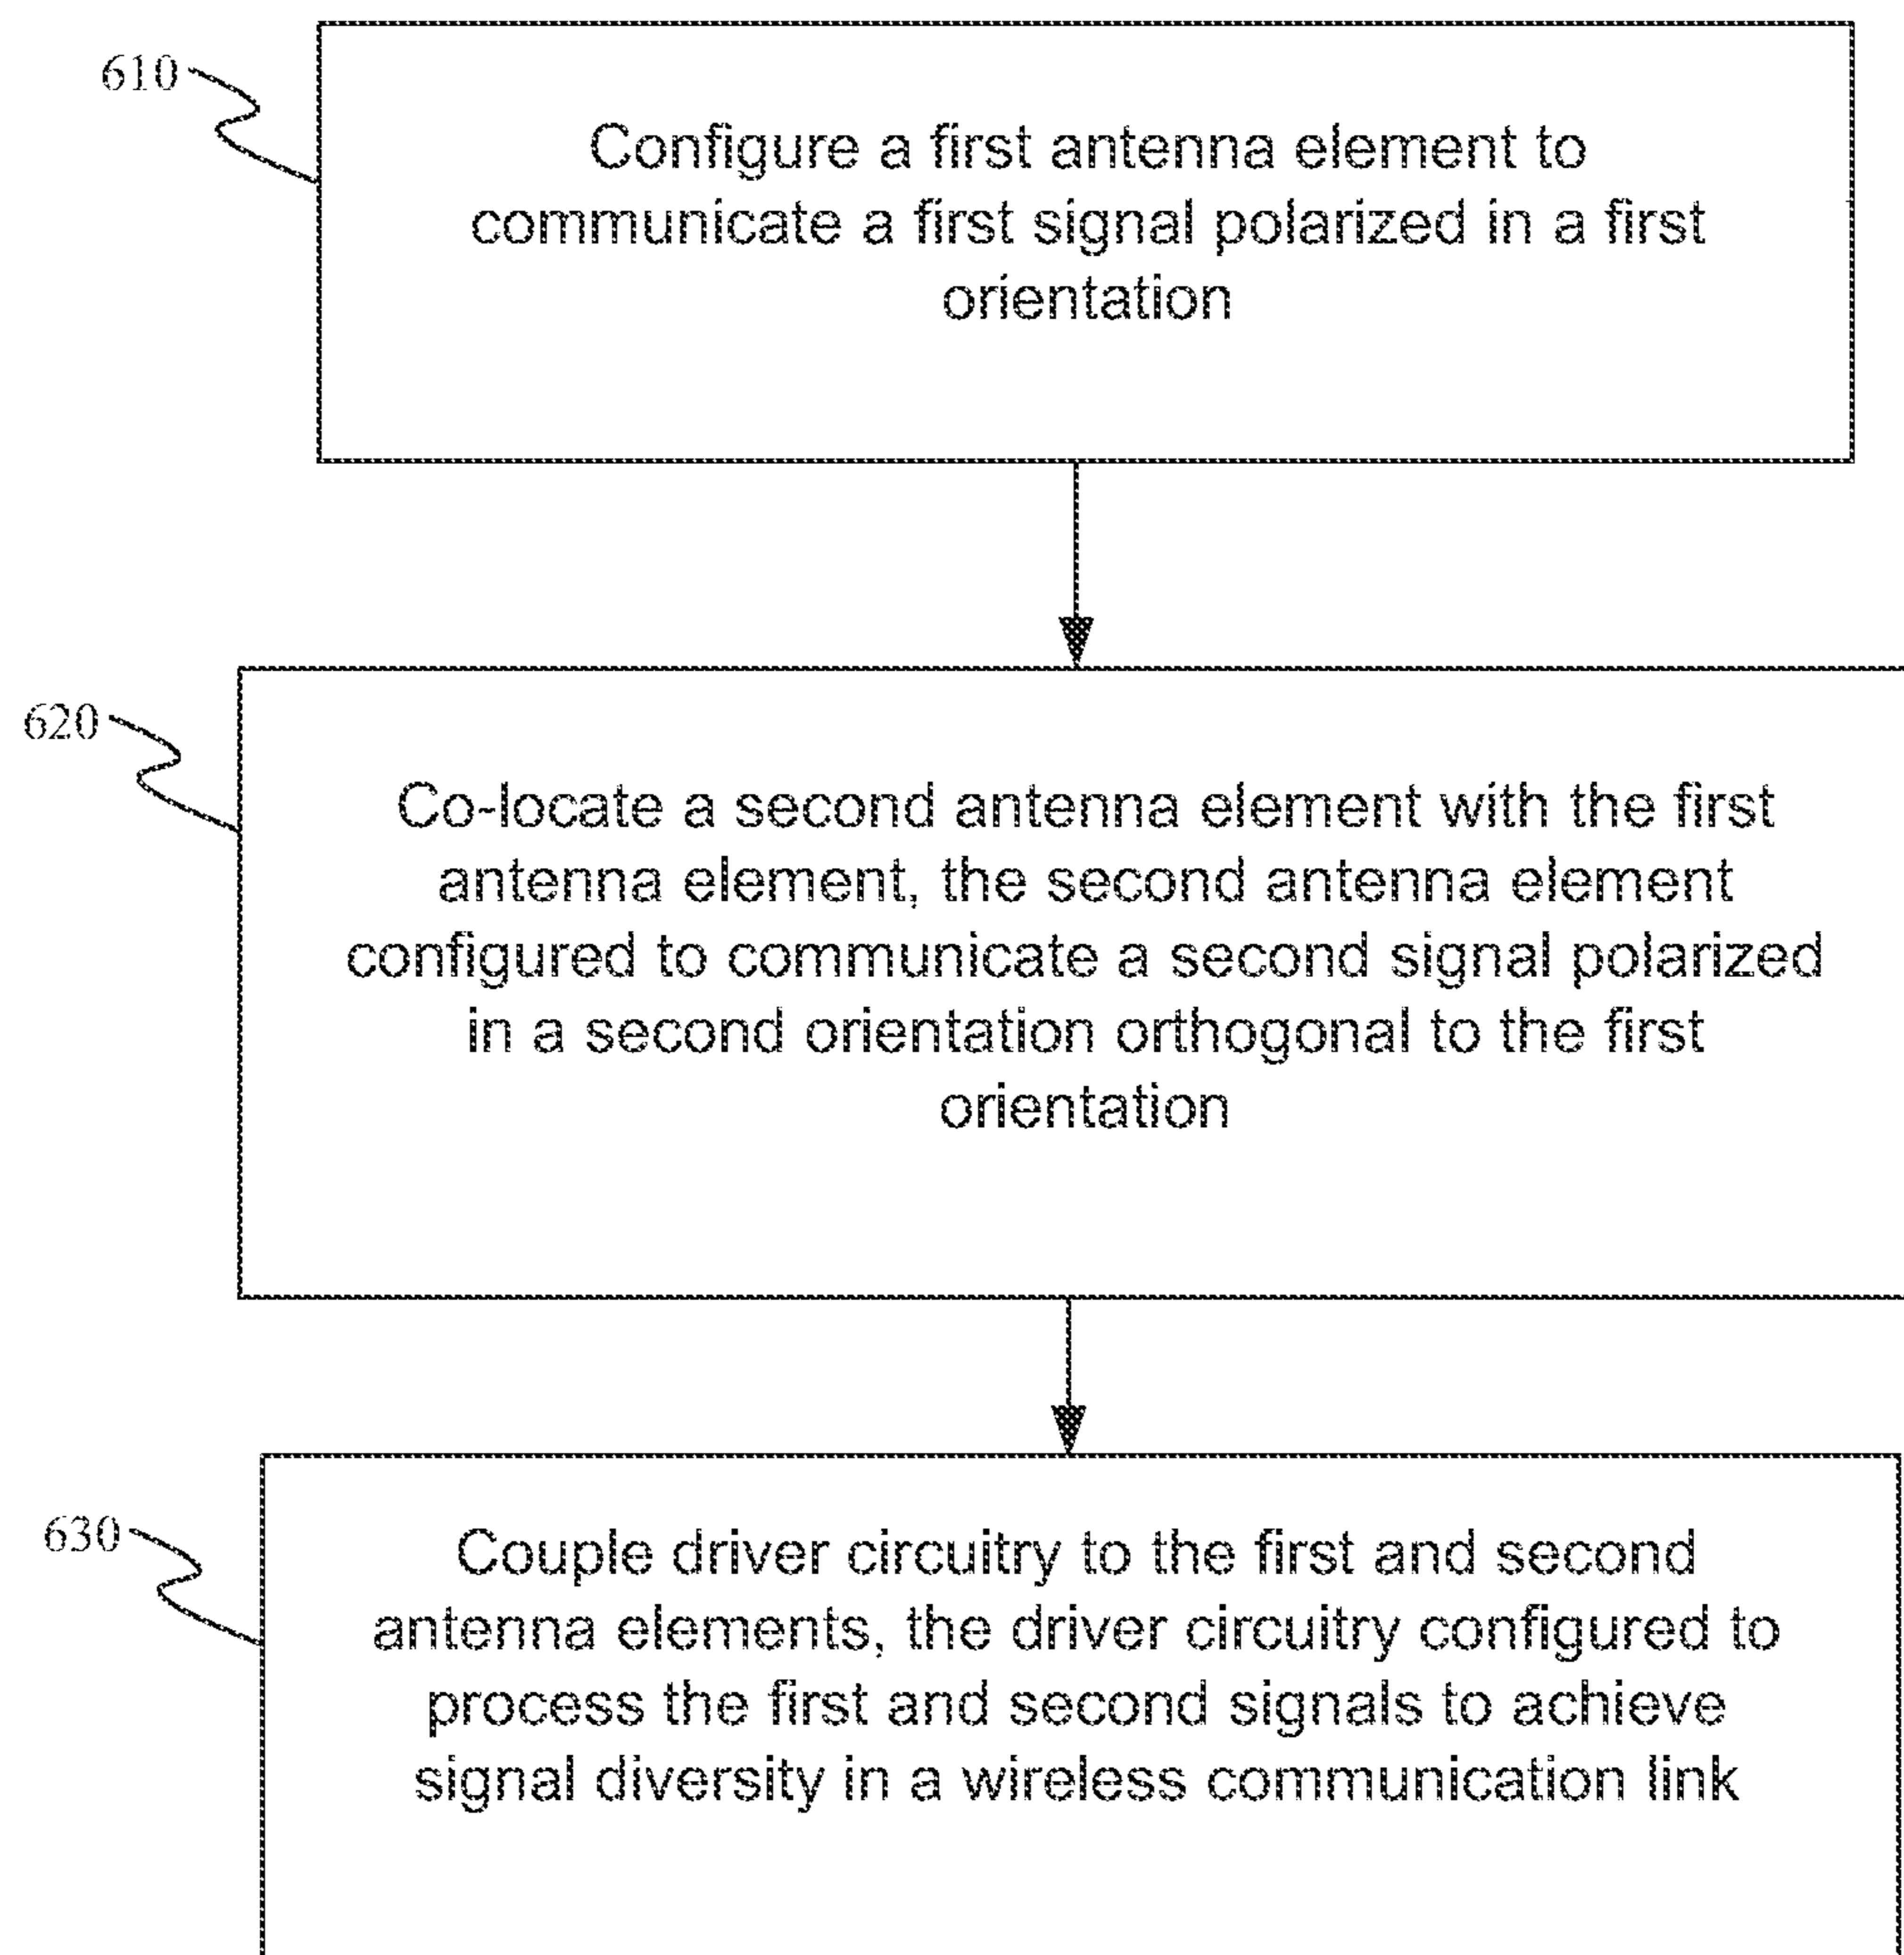 610
Configure a first antenna element to
communicate a first signal polarized in a first
orientation
620
Co-locate a second antenna element with the first
antenna element, the second antenna element
configured to communicate a second signal polarized
in a second orientation orthogonal to the first
orientation
630
Couple driver circuitry to the first and second
antenna elements, the driver circuitry configured to
process the first and second signals to achieve
signal diversity in a wireless communication link